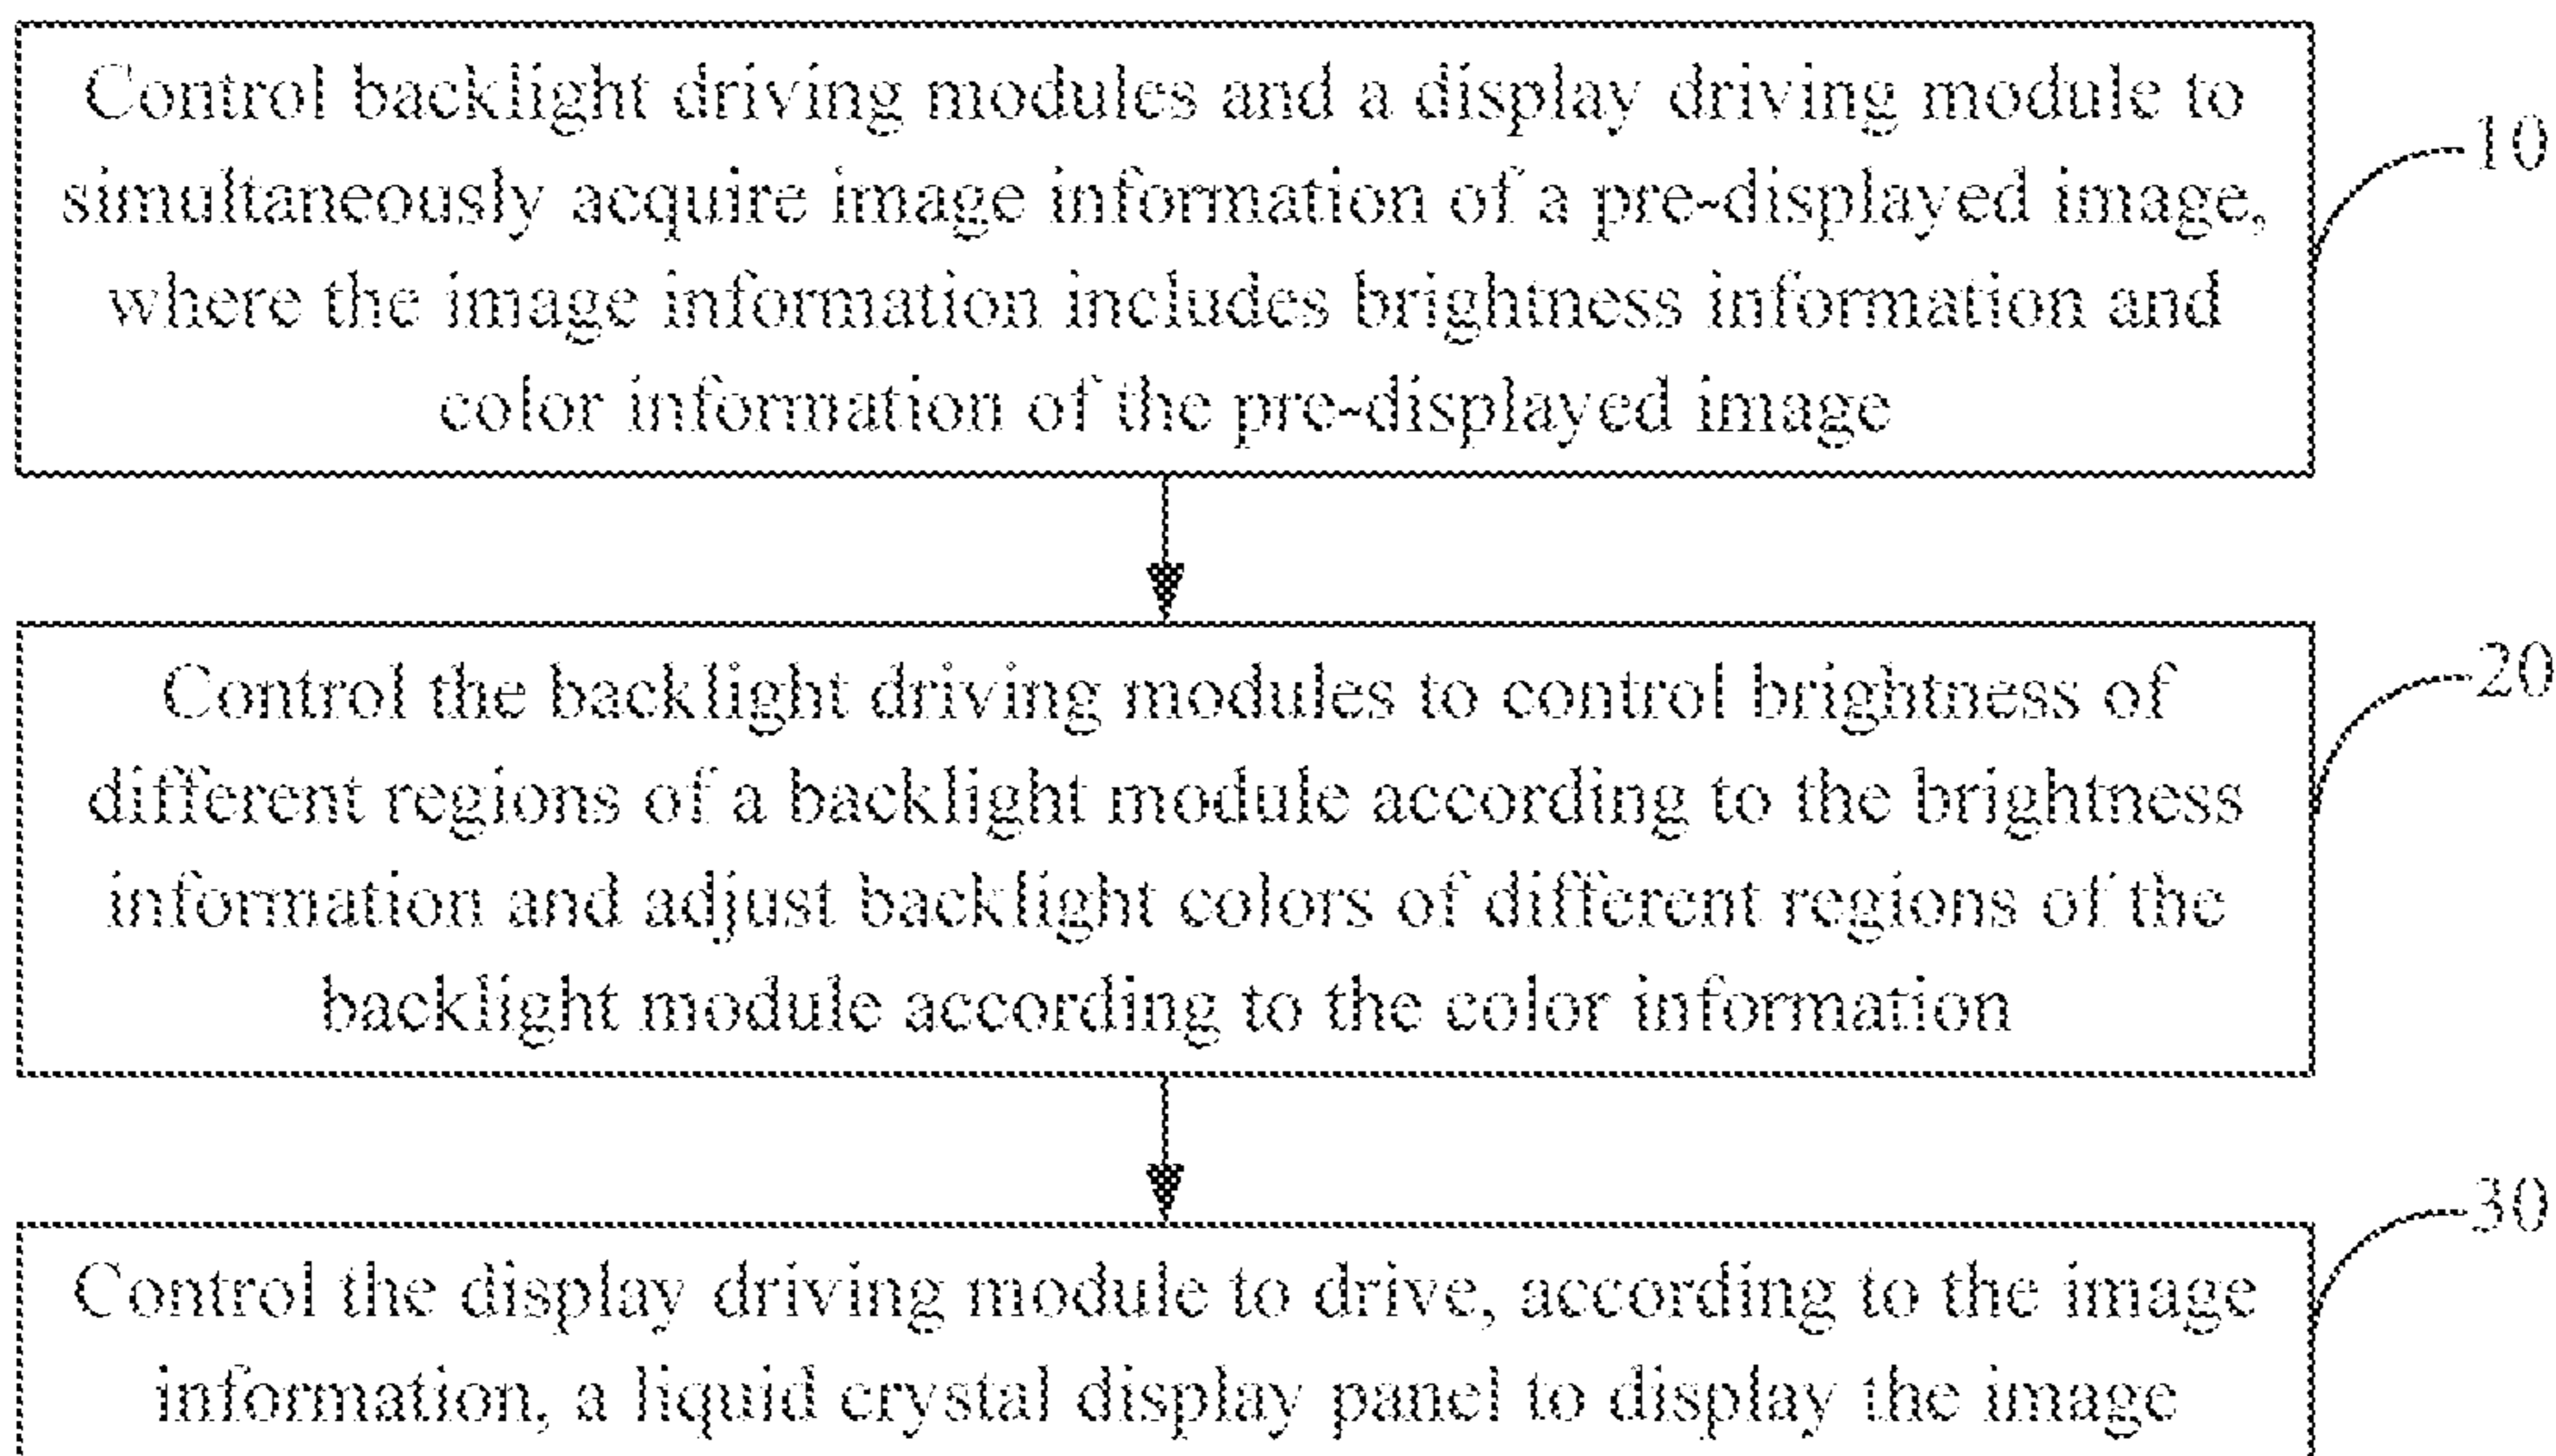 Control backlight driving modules and a display driving module to
simultaneously acquire image information of a pre-displayed image,
where the image information includes brightness information and
color information of the pre-displayed image
10
Control the backlight driving modules to control brightness of
different regions of a backlight module according to the brightness
information and adjust backlight colors of different regions of the
backlight module according to the color information
20
Control the display driving module to drive, according to the image
information, a liquid crystal display panel to display the image
30